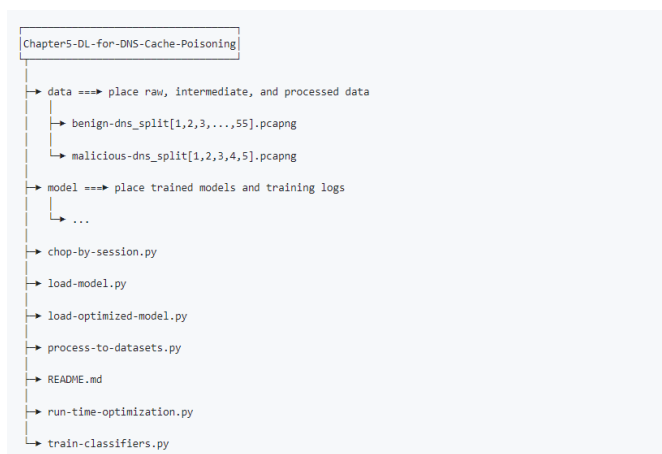 Chapter5-DL-for-DNS-Cache-Poisoning
data ===► place raw, intermediate, and processed data
benign-dns_split[1,2,3,...,55].pcapng
malicious-dns_split[1,2,3,4,5].pcapng
model ===► place trained models and training logs
...
chop-by-session.py
load-model.py
load-optimized-model.py
process-to-datasets.py
README.md
run-time-optimization.py
train-classifiers.py